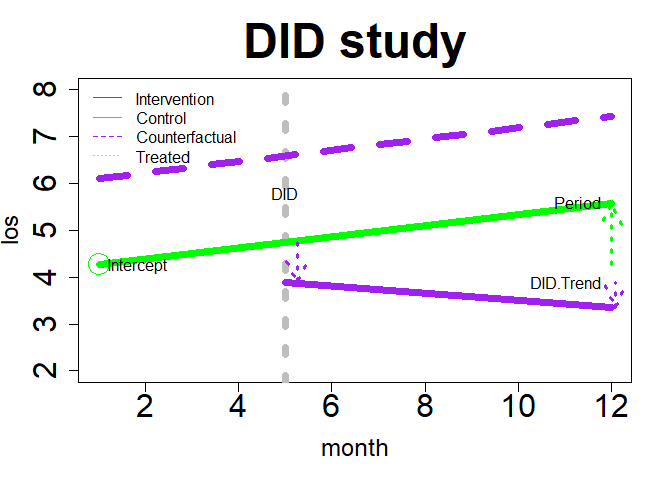 DID study
8
7
6
5
4
3
2
los
Intervention
Control
Counterfactual
Treated
DID
Period
Intercept
DID.Trend
2
4
6
8
10
12
month